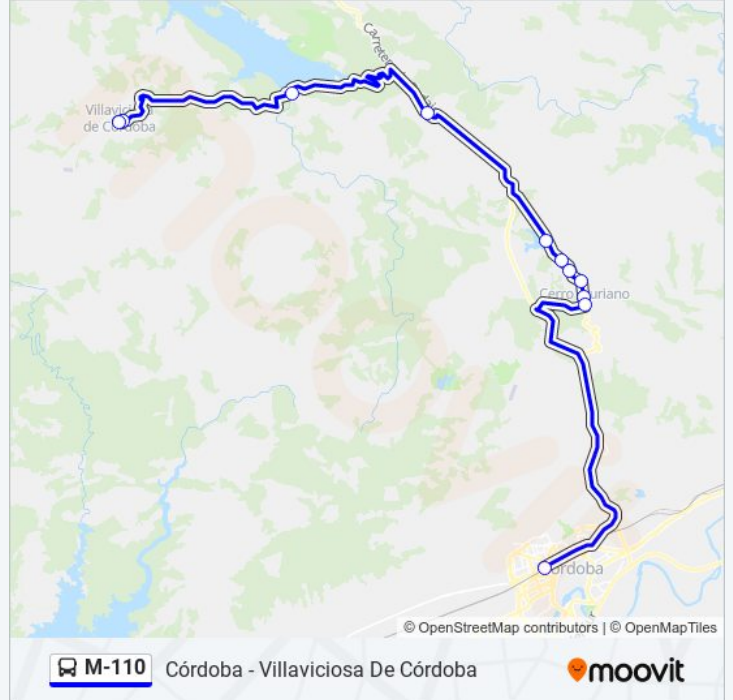 Carretera
Villaviciosa
de Córdoba
Cerro Muriano
Córdoba
© OpenStreetMap contributors | © OpenMapTiles
M-110
Córdoba - Villaviciosa De Córdoba
moovit